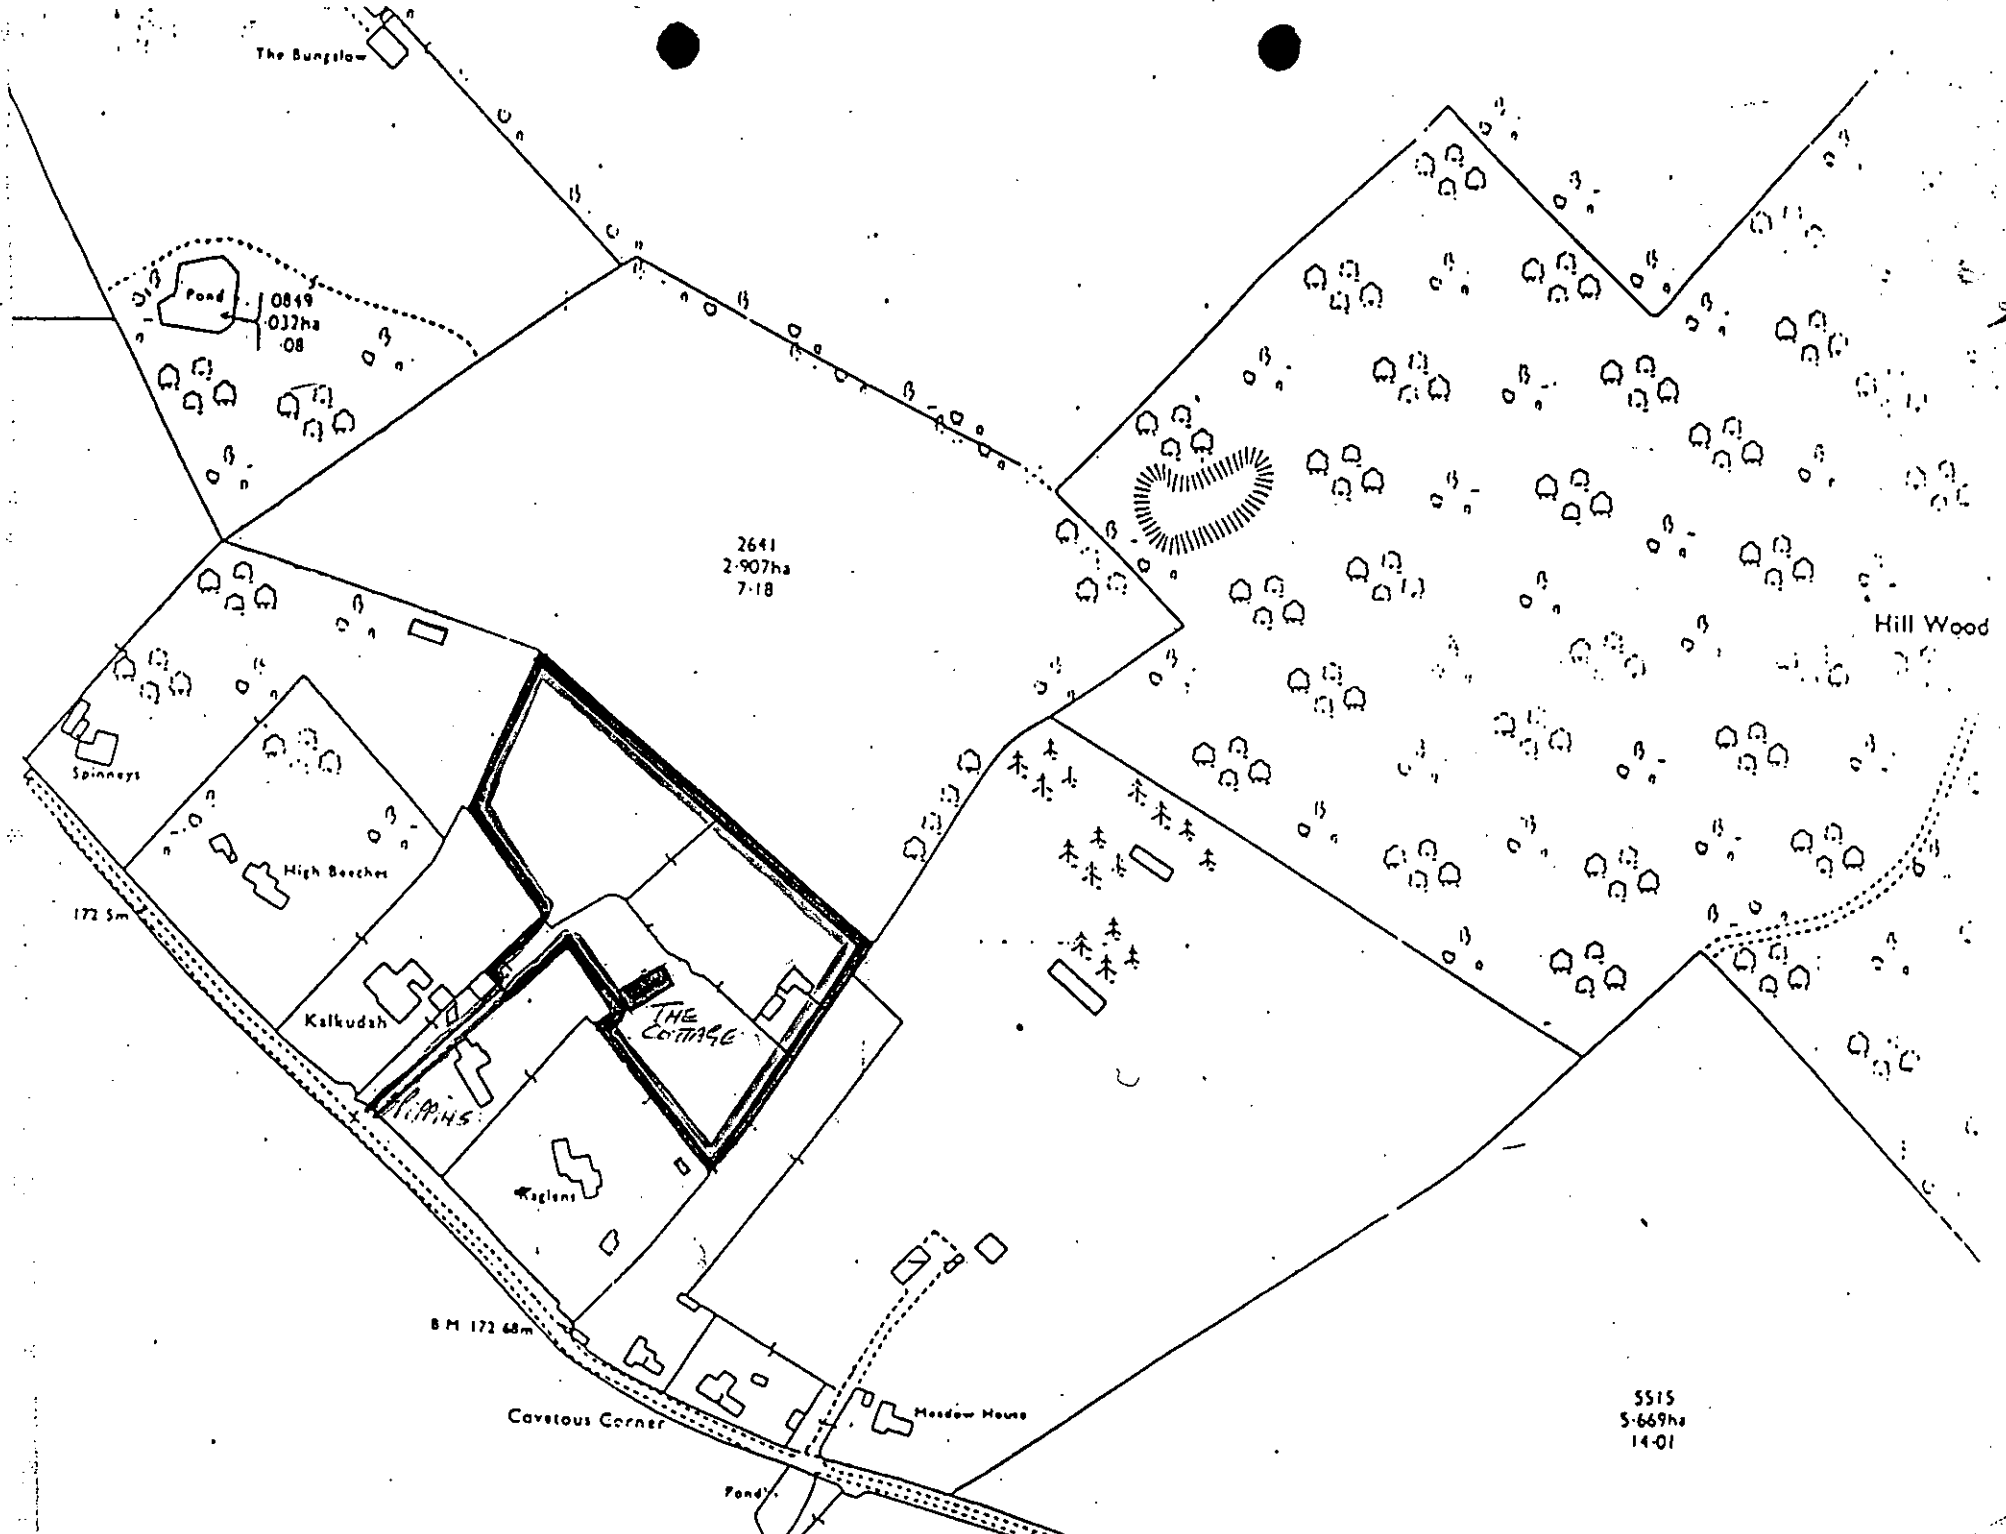 The Bungalow
Pond
0849
.032ha
.08
2641
2.907ha
7.18
Hill Wood
Spinneys
High Beeches
172.5m
Kalkudah
THE
COTTAGE
Raglans
B M 172.68m
Covetous Corner
Meadow House
Pond
5515
5.669ha
14.01